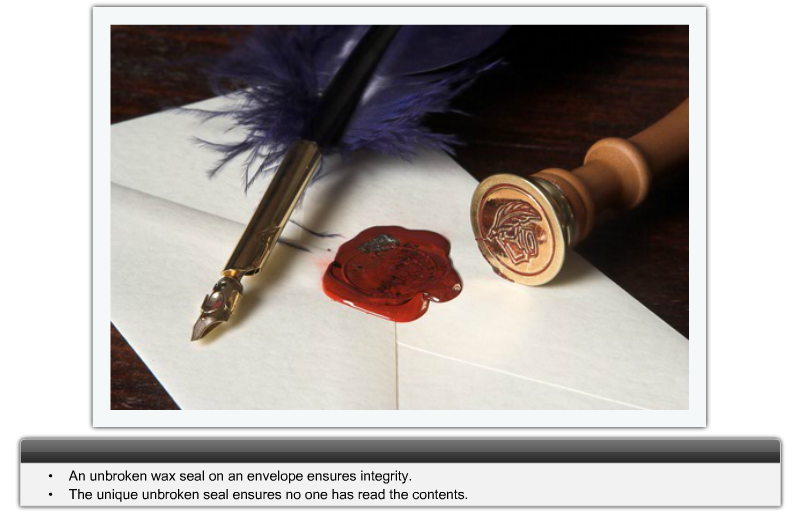 • An unbroken wax seal on an envelope ensures integrity.
• The unique unbroken seal ensures no one has read the contents.